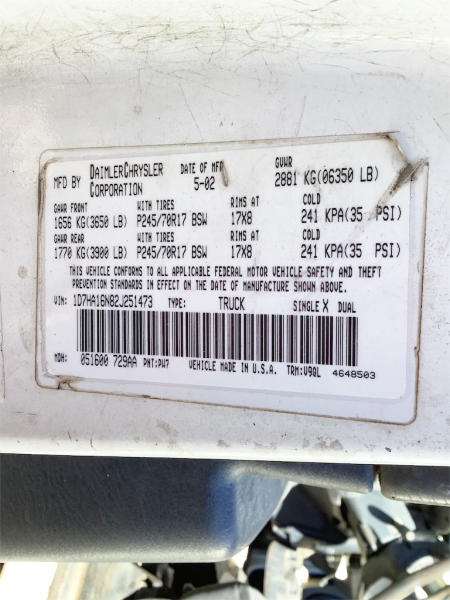 MFD BY DAIMLERCHRYSLER CORPORATION DATE OF MFD 5-02 GVWR 2881 KG(06350 LB)
GAWR FRONT WITH TIRES RIMS AT COLD
1656 KG(3650 LB) P245/70R17 BSW 17X8 241 KPA(35 PSI)
GAWR REAR WITH TIRES RIMS AT COLD
1770 KG(3900 LB) P245/70R17 BSW 17X8 241 KPA(35 PSI)
THIS VEHICLE CONFORMS TO ALL APPLICABLE FEDERAL MOTOR VEHICLE SAFETY AND THEFT
PREVENTION STANDARDS IN EFFECT ON THE DATE OF MANUFACTURE SHOWN ABOVE.
VIN: 1D7HA16N82J251473 TYPE: TRUCK SINGLE X DUAL
MDH: 051600 729AA PNT:PW7 VEHICLE MADE IN U.S.A. TRM:V9QL 4648503